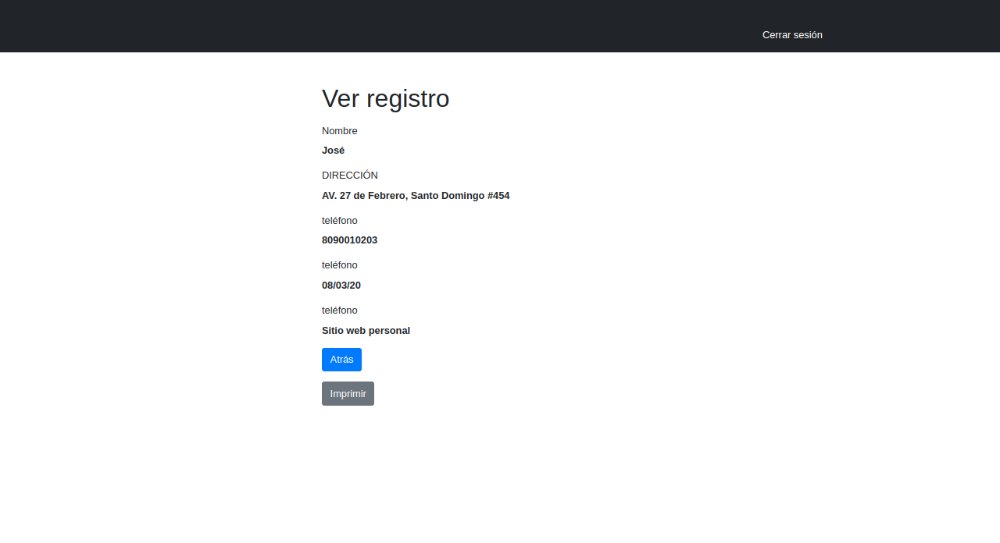 Cerrar sesión
Ver registro
Nombre
José
DIRECCIÓN
AV. 27 de Febrero, Santo Domingo #454
teléfono
8090010203
teléfono
08/03/20
teléfono
Sitio web personal
Atrás
Imprimir